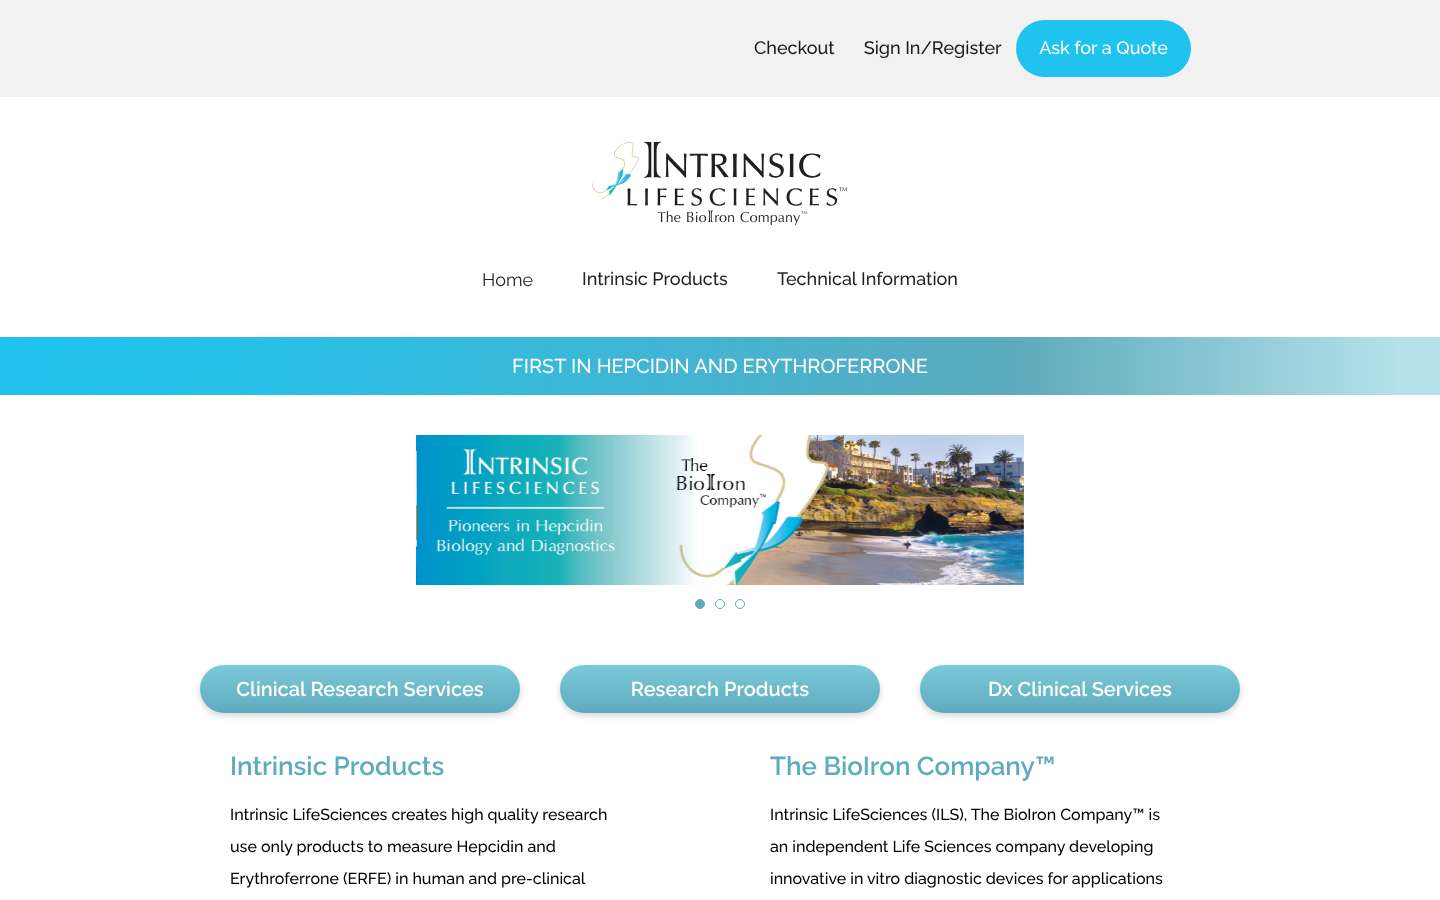 Checkout
Sign In/Register
Ask for a Quote
INTRINSIC
LIFESCIENCES™
The BioIron Company™
Home
Intrinsic Products
Technical Information
FIRST IN HEPCIDIN AND ERYTHROFERRONE
INTRINSIC
LIFESCIENCES
Pioneers in Hepcidin
Biology and Diagnostics
The
BioIron
Company™
Clinical Research Services
Research Products
Dx Clinical Services
Intrinsic Products
Intrinsic LifeSciences creates high quality research
use only products to measure Hepcidin and
Erythroferrone (ERFE) in human and pre-clinical
The BioIron Company™
Intrinsic LifeSciences (ILS), The BioIron Company™ is
an independent Life Sciences company developing
innovative in vitro diagnostic devices for applications